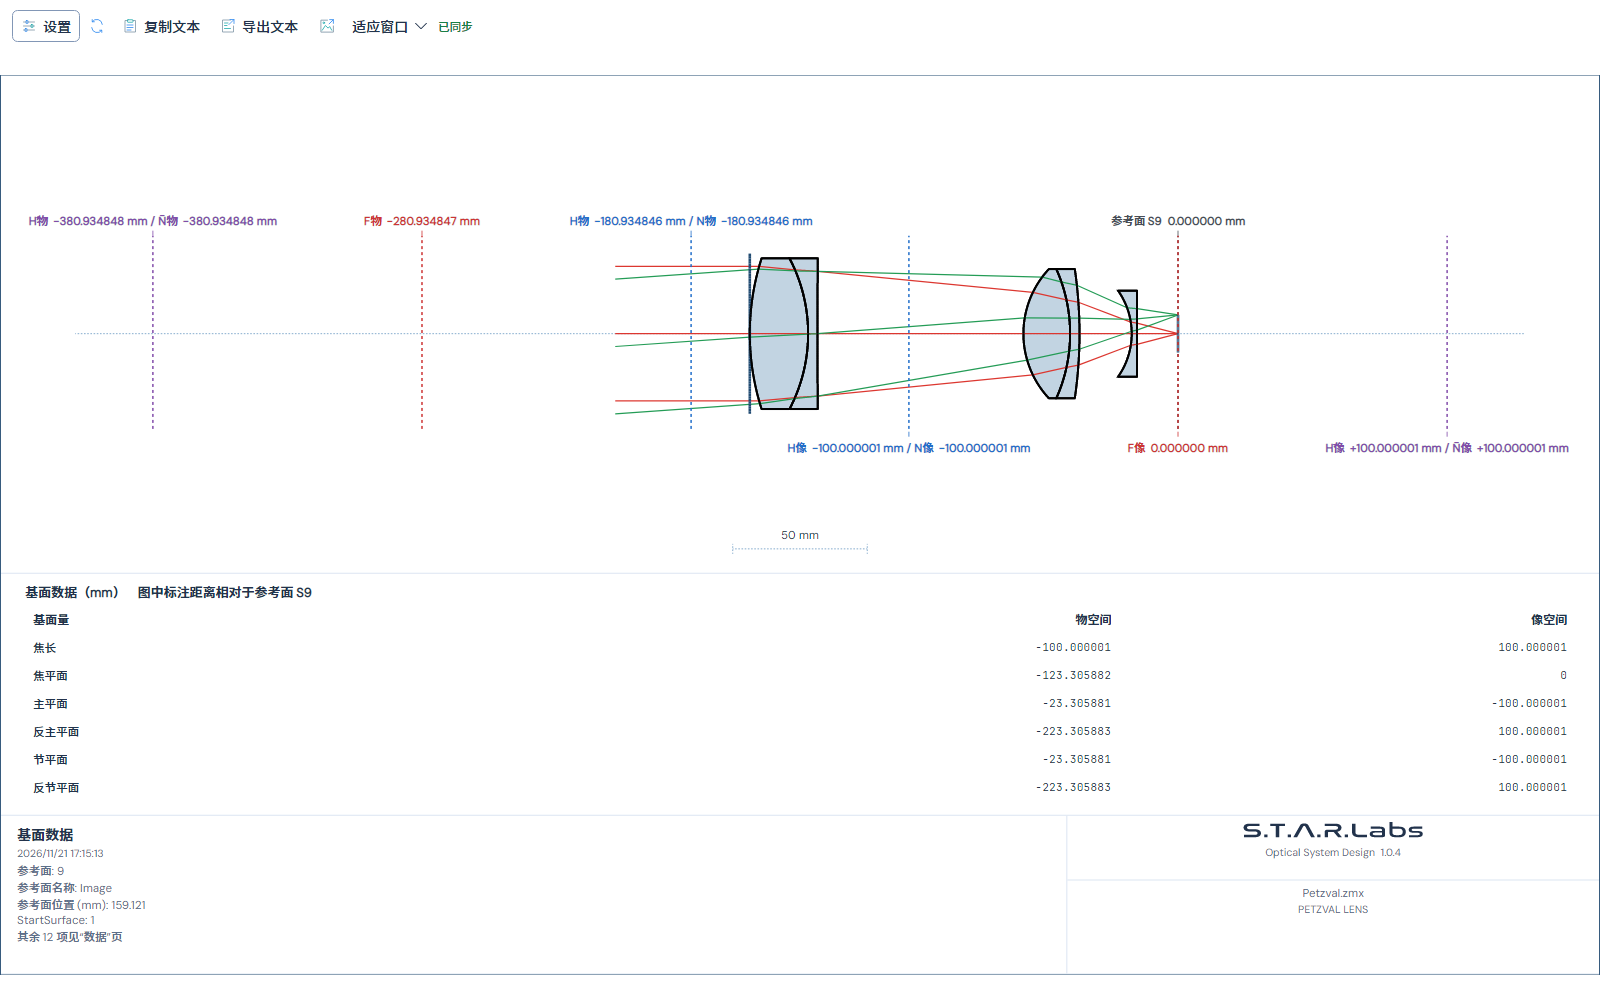 设置 复制文本 导出文本 适应窗口 已同步
H物 -380.934848 mm / Ñ物 -380.934848 mm F物 -280.934847 mm H物 -180.934846 mm / N物 -180.934846 mm 参考面 S9 0.000000 mm
H像 -100.000001 mm / N像 -100.000001 mm F像 0.000000 mm H像 +100.000001 mm / Ñ像 +100.000001 mm
50 mm
基面数据（mm） 图中标注距离相对于参考面 S9
基面量 物空间 像空间
焦长 -100.000001 100.000001
焦平面 -123.305882 0
主平面 -23.305881 -100.000001
反主平面 -223.305883 100.000001
节平面 -23.305881 -100.000001
反节平面 -223.305883 100.000001
基面数据
2026/11/21 17:15:13
参考面: 9
参考面名称: Image
参考面位置 (mm): 159.121
StartSurface: 1
其余 12 项见“数据”页
S.T.A.R.Labs
Optical System Design 1.0.4
Petzval.zmx
PETZVAL LENS